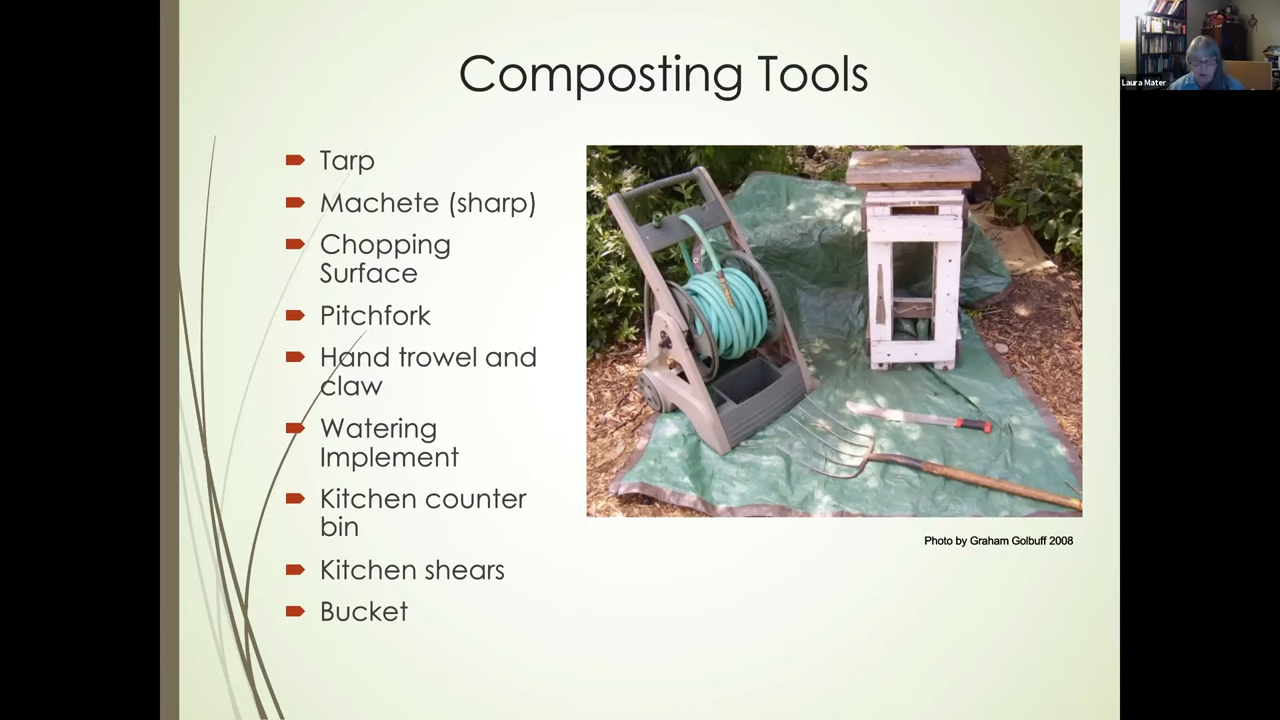 Composting Tools
Tarp
Machete (sharp)
Chopping
Surface
Pitchfork
Hand trowel and
claw
Watering
Implement
Kitchen counter
bin
Kitchen shears
Bucket
Photo by Graham Golbuff 2008
Laura Mater